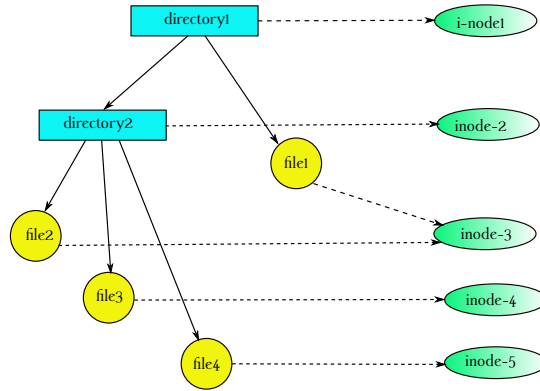 directory1
i-node1
directory2
inode-2
file1
file2
inode-3
file3
inode-4
file4
inode-5